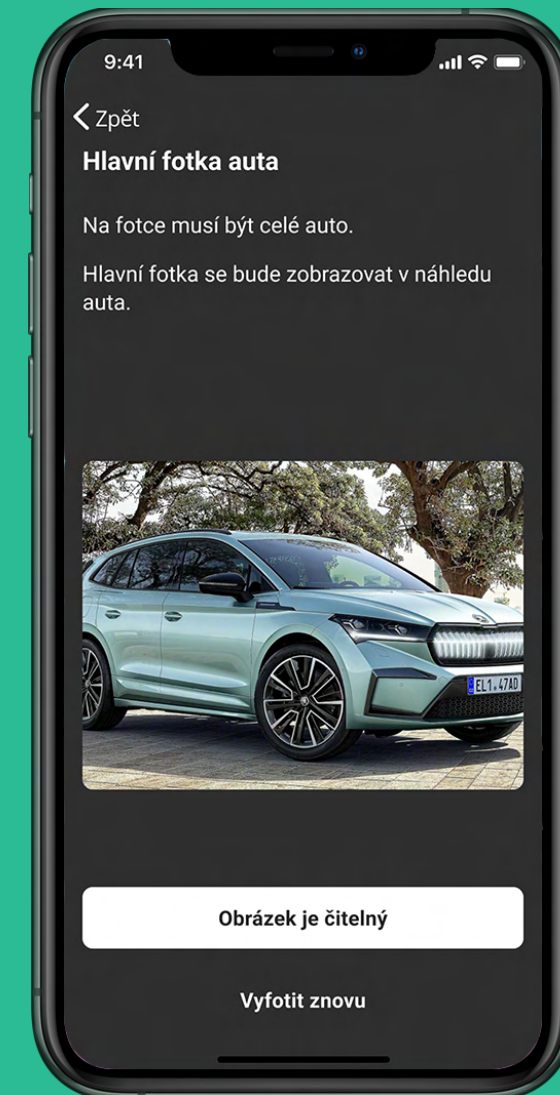 9:41
Zpět
Hlavní fotka auta
Na fotce musí být celé auto.
Hlavní fotka se bude zobrazovat v náhledu
auta.
EL1·47AD
Obrázek je čitelný
Vyfotit znovu